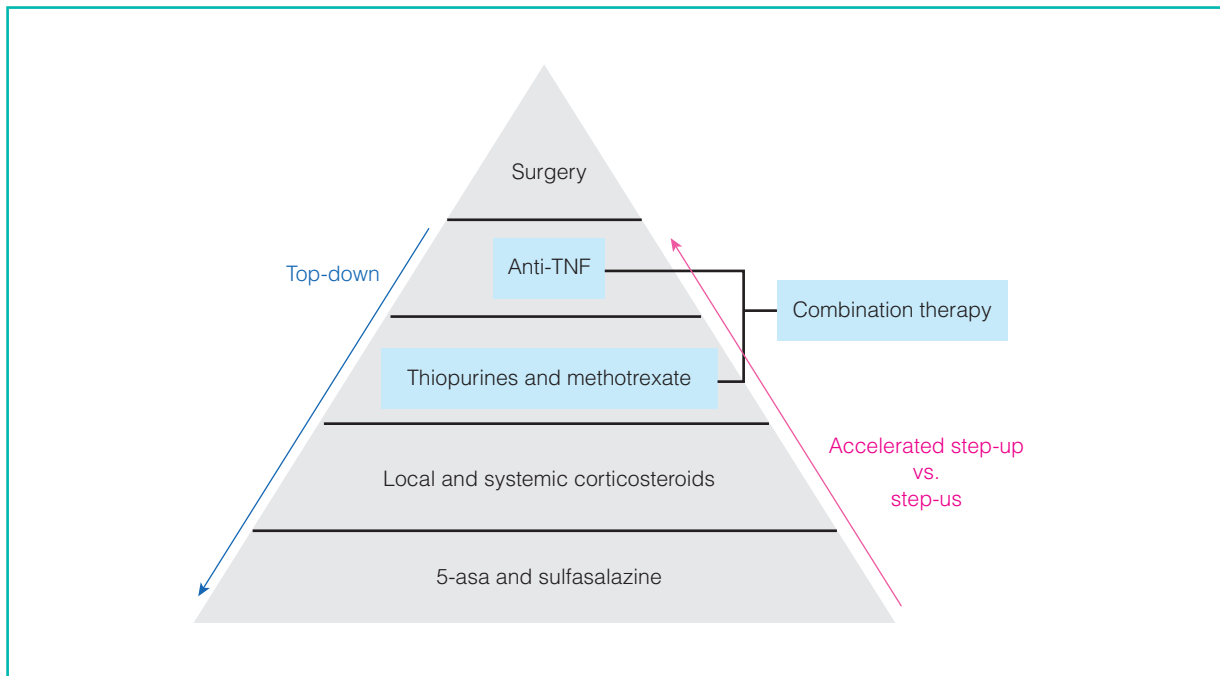 Surgery
Top-down
Anti-TNF
Combination therapy
Thiopurines and methotrexate
Accelerated step-up
vs.
step-us
Local and systemic corticosteroids
5-asa and sulfasalazine